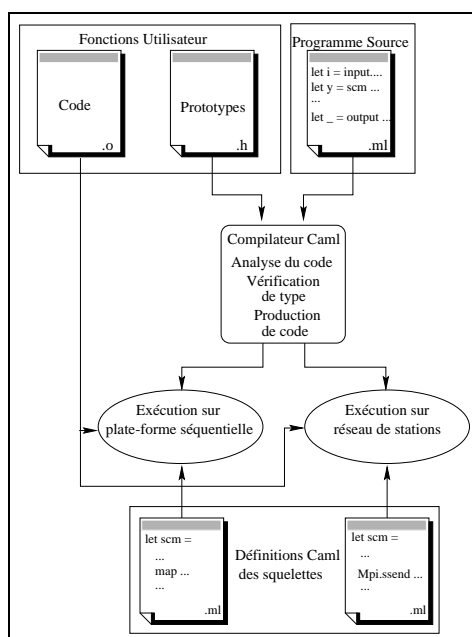 Fonctions Utilisateur
Programme Source
Code
.o
Prototypes
.h
let i = input....
let y = scm ...
...
let _ = output ...
.ml
Compilateur Caml
Analyse du code
Vérification
de type
Production
de code
Exécution sur
plate-forme séquentielle
Exécution sur
réseau de stations
let scm =
...
map ...
...
.ml
Définitions Caml
des squelettes
let scm =
...
Mpi.ssend ...
...
.ml